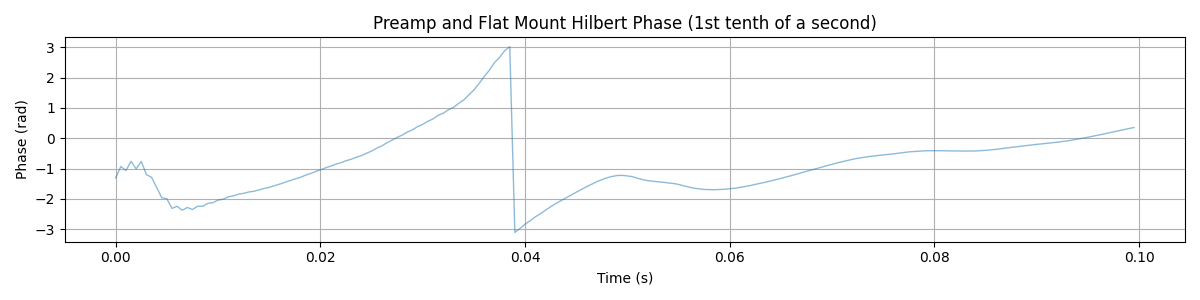 Preamp and Flat Mount Hilbert Phase (1st tenth of a second)
Phase (rad)
3
2
1
0
−1
−2
−3
0.00 0.02 0.04 0.06 0.08 0.10
Time (s)